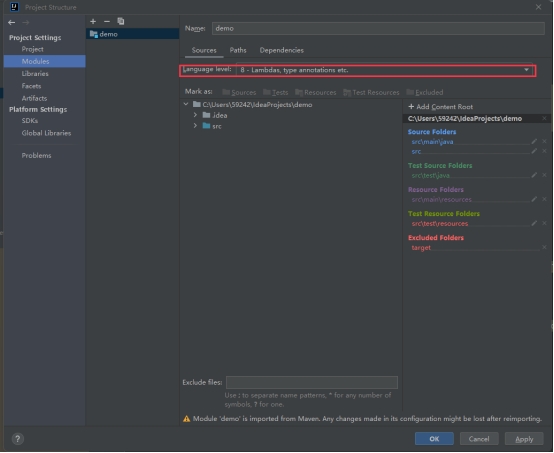 Project Structure
Project Settings
Project
Modules
Libraries
Facets
Artifacts
Platform Settings
SDKs
Global Libraries
Problems
demo
Name: demo
Sources Paths Dependencies
Language level: 8 - Lambdas, type annotations etc.
Mark as: Sources Tests Resources Test Resources Excluded
C:\Users\59242\IdeaProjects\demo
.idea
src
+ Add Content Root
C:\Users\59242\IdeaProjects\demo
Source Folders
src\main\java
src
Test Source Folders
src\test\java
Resource Folders
src\main\resources
Test Resource Folders
src\test\resources
Excluded Folders
target
Exclude files:
Use ; to separate name patterns, * for any number of
symbols, ? for one.
Module 'demo' is imported from Maven. Any changes made in its configuration might be lost after reimporting.
?
OK Cancel Apply